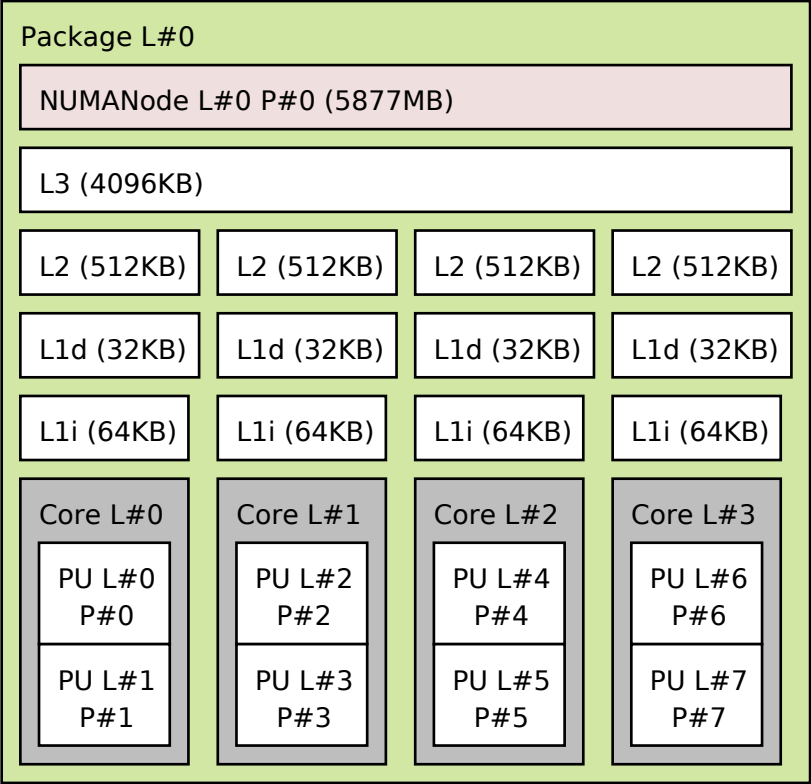 Package L#0
NUMANode L#0 P#0 (5877MB)
L3 (4096KB)
L2 (512KB) L2 (512KB) L2 (512KB) L2 (512KB)
L1d (32KB) L1d (32KB) L1d (32KB) L1d (32KB)
L1i (64KB) L1i (64KB) L1i (64KB) L1i (64KB)
Core L#0 Core L#1 Core L#2 Core L#3
PU L#0 PU L#2 PU L#4 PU L#6
P#0 P#2 P#4 P#6
PU L#1 PU L#3 PU L#5 PU L#7
P#1 P#3 P#5 P#7